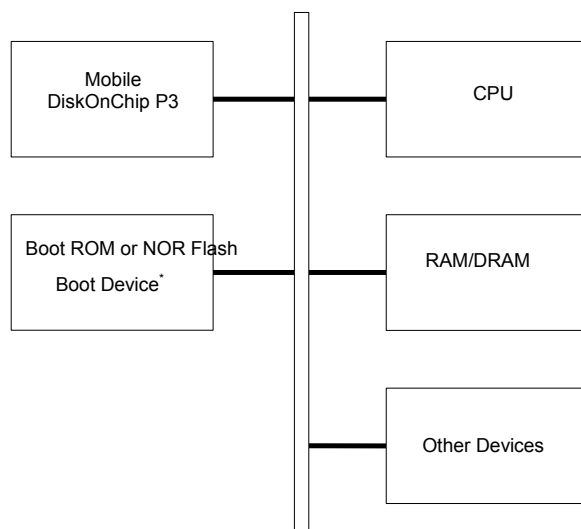 Mobile
DiskOnChip P3
CPU
Boot ROM or NOR Flash
Boot Device*
RAM/DRAM
Other Devices